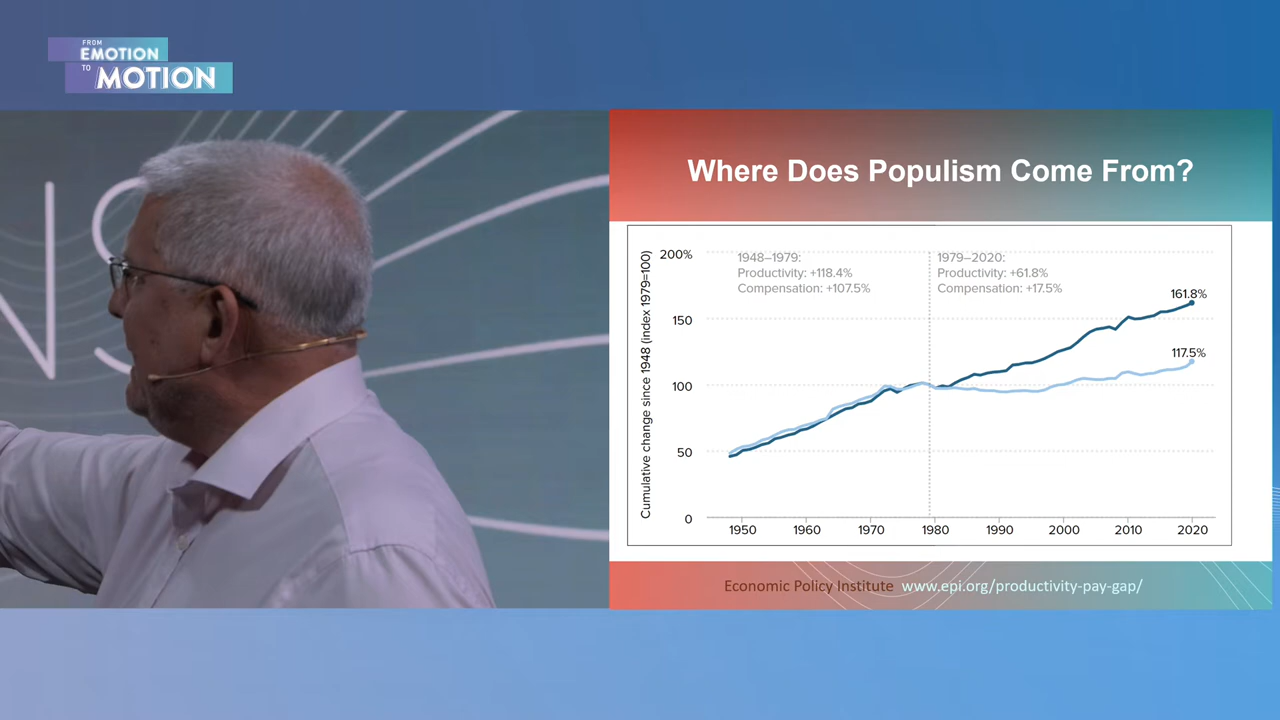 FROM
EMOTION
TO MOTION
NS
Where Does Populism Come From?
Cumulative change since 1948 (index 1979=100)
200%
150
100
50
0
1948–1979:
Productivity: +118.4%
Compensation: +107.5%
1979–2020:
Productivity: +61.8%
Compensation: +17.5%
161.8%
117.5%
1950 1960 1970 1980 1990 2000 2010 2020
Economic Policy Institute www.epi.org/productivity-pay-gap/